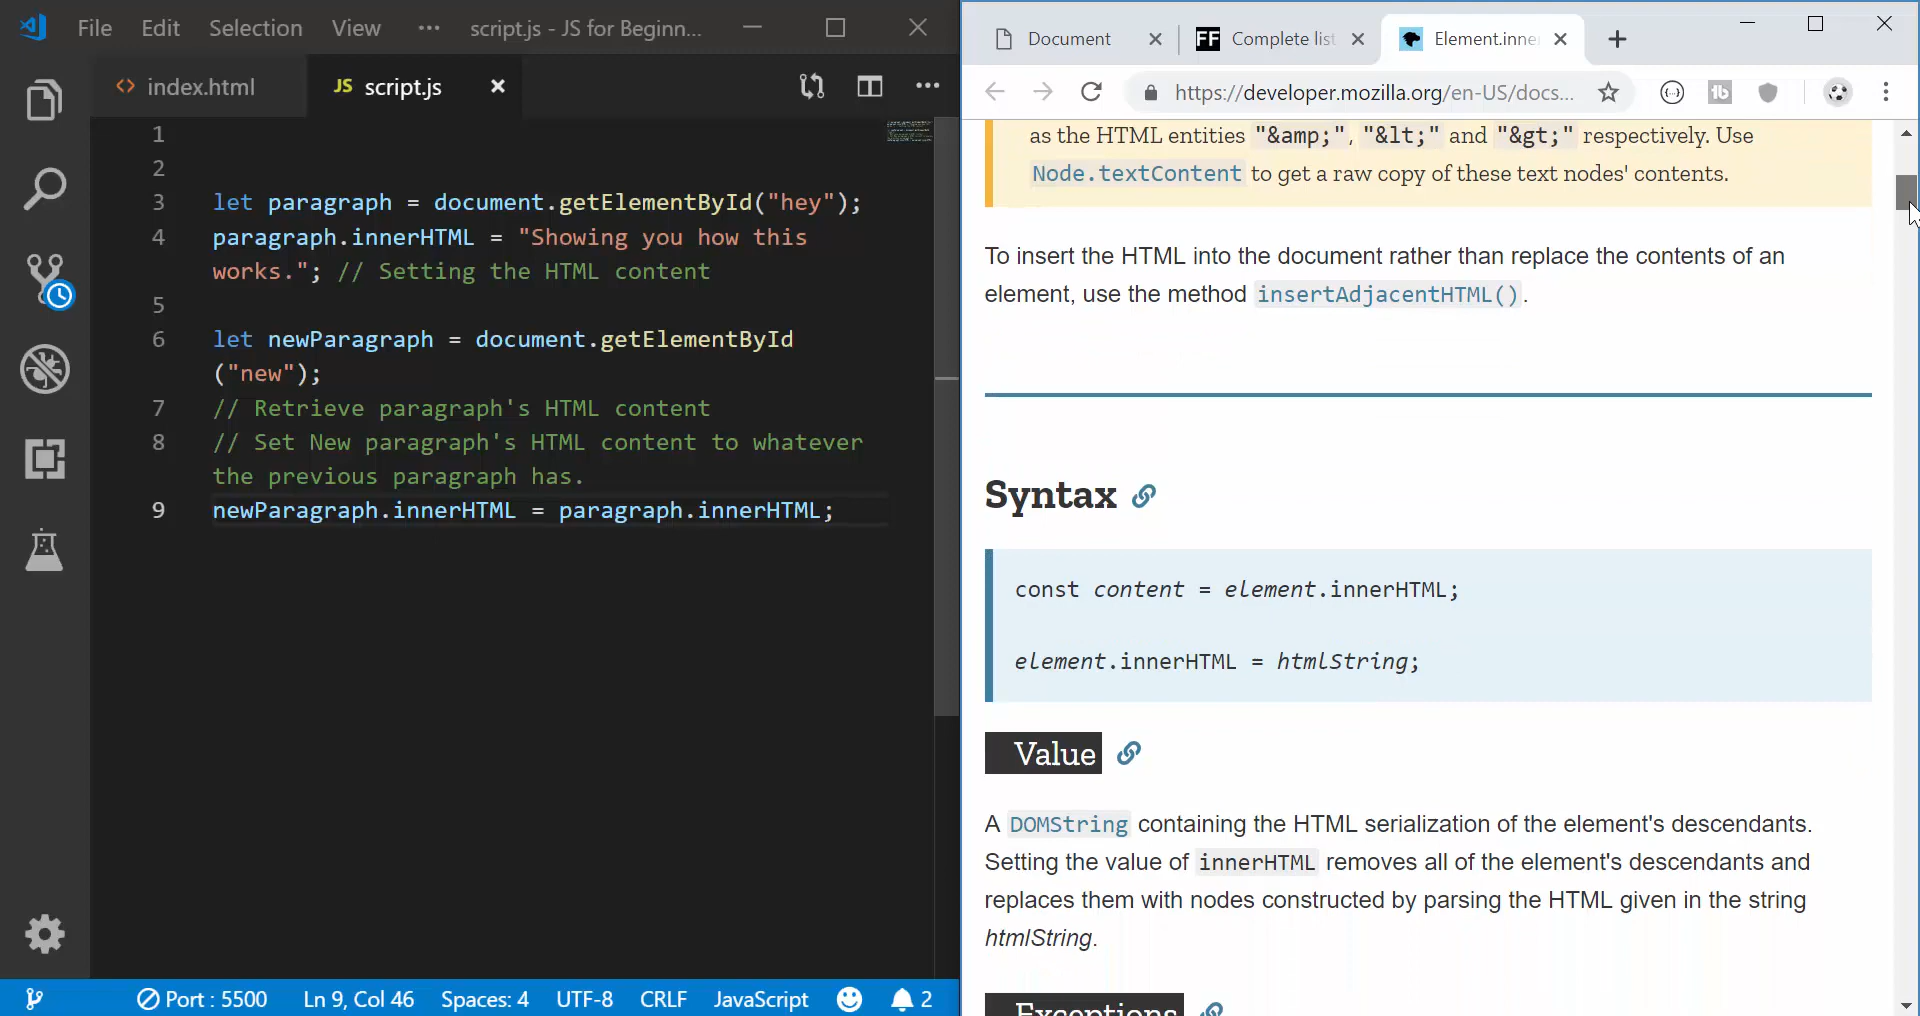 File Edit Selection View ··· script.js - JS for Beginn...
index.html JS script.js
1
2
3 let paragraph = document.getElementById("hey");
4 paragraph.innerHTML = "Showing you how this
works."; // Setting the HTML content
5
6 let newParagraph = document.getElementById
("new");
7 // Retrieve paragraph's HTML content
8 // Set New paragraph's HTML content to whatever
the previous paragraph has.
9 newParagraph.innerHTML = paragraph.innerHTML;
Port : 5500 Ln 9, Col 46 Spaces: 4 UTF-8 CRLF JavaScript 2
Document FF Complete list Element.inner
https://developer.mozilla.org/en-US/docs...
as the HTML entities "&amp;", "&lt;" and "&gt;" respectively. Use
Node.textContent to get a raw copy of these text nodes' contents.
To insert the HTML into the document rather than replace the contents of an
element, use the method insertAdjacentHTML().
Syntax
const content = element.innerHTML;
element.innerHTML = htmlString;
Value
A DOMString containing the HTML serialization of the element's descendants.
Setting the value of innerHTML removes all of the element's descendants and
replaces them with nodes constructed by parsing the HTML given in the string
htmlString.
Exceptions